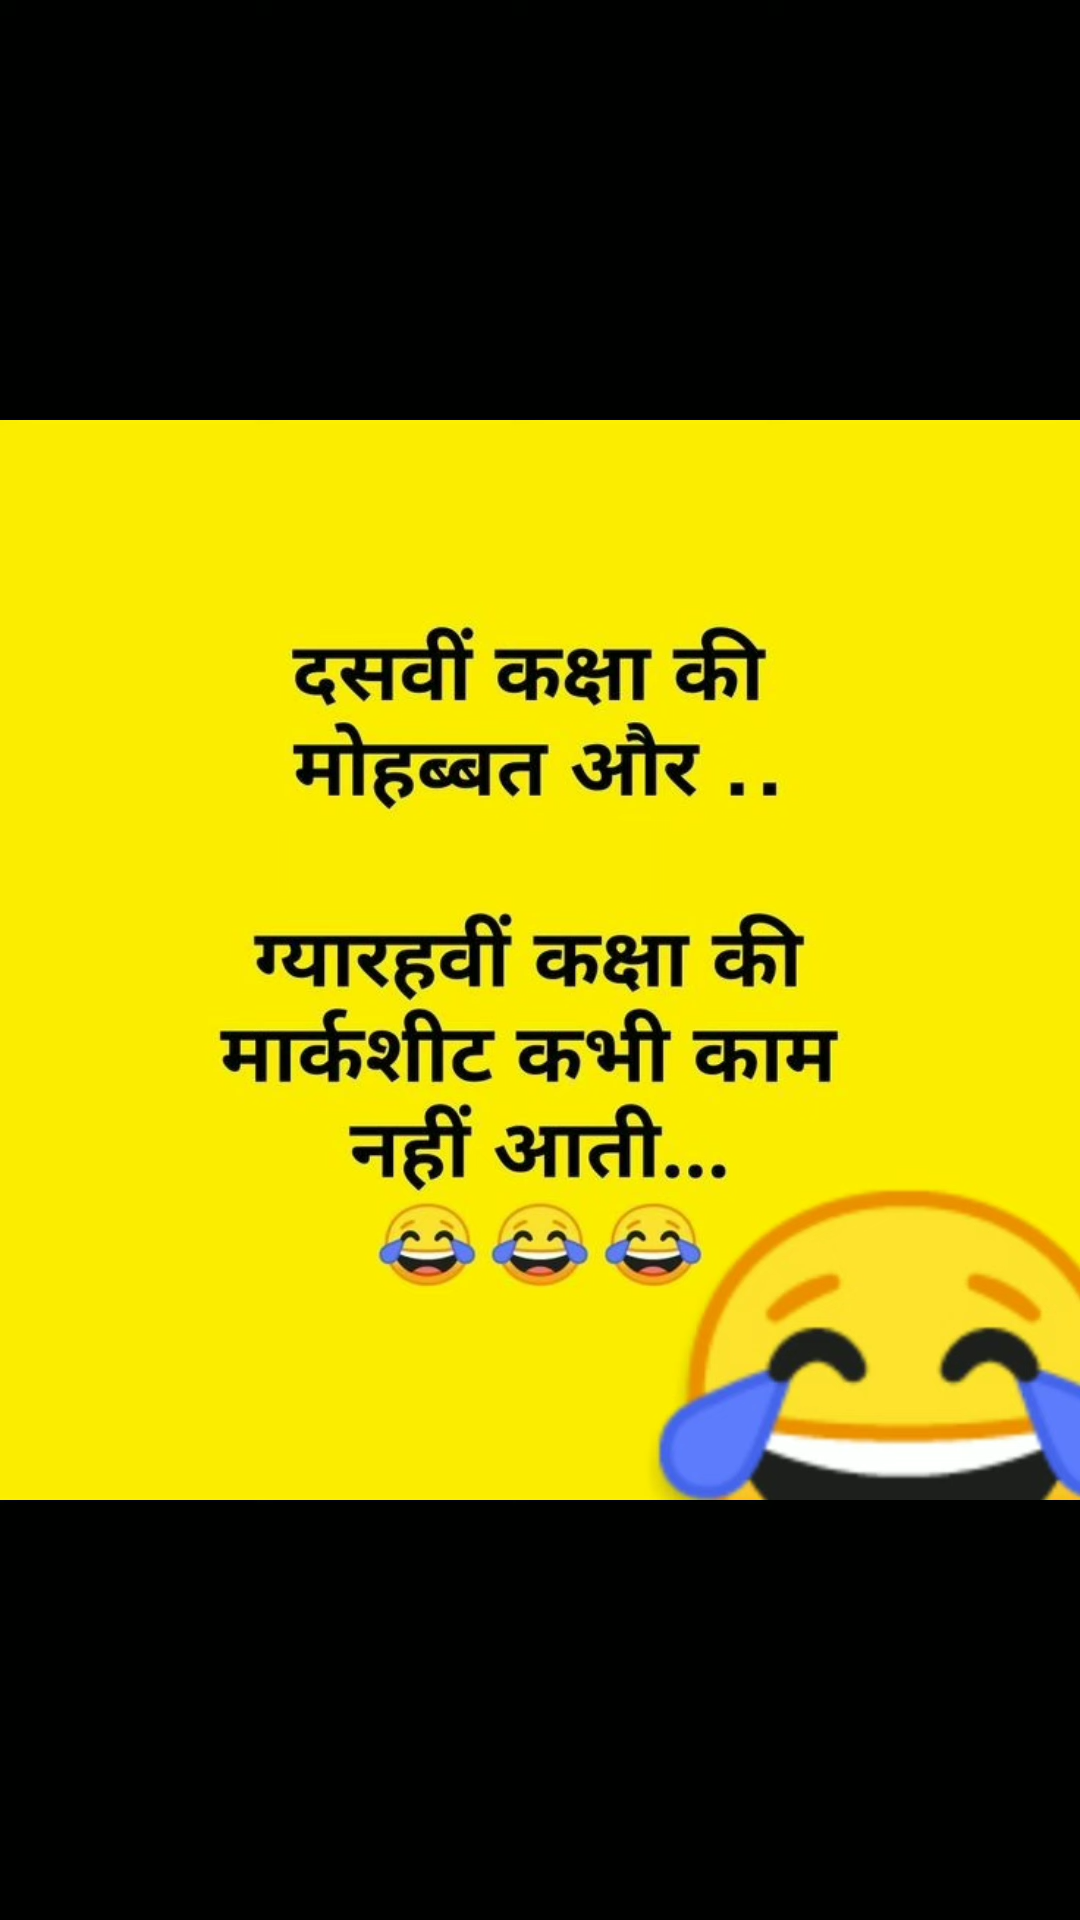 दसवीं कक्षा की
मोहब्बत और ..
ग्यारहवीं कक्षा की
मार्कशीट कभी काम
नहीं आती...
😂😂😂